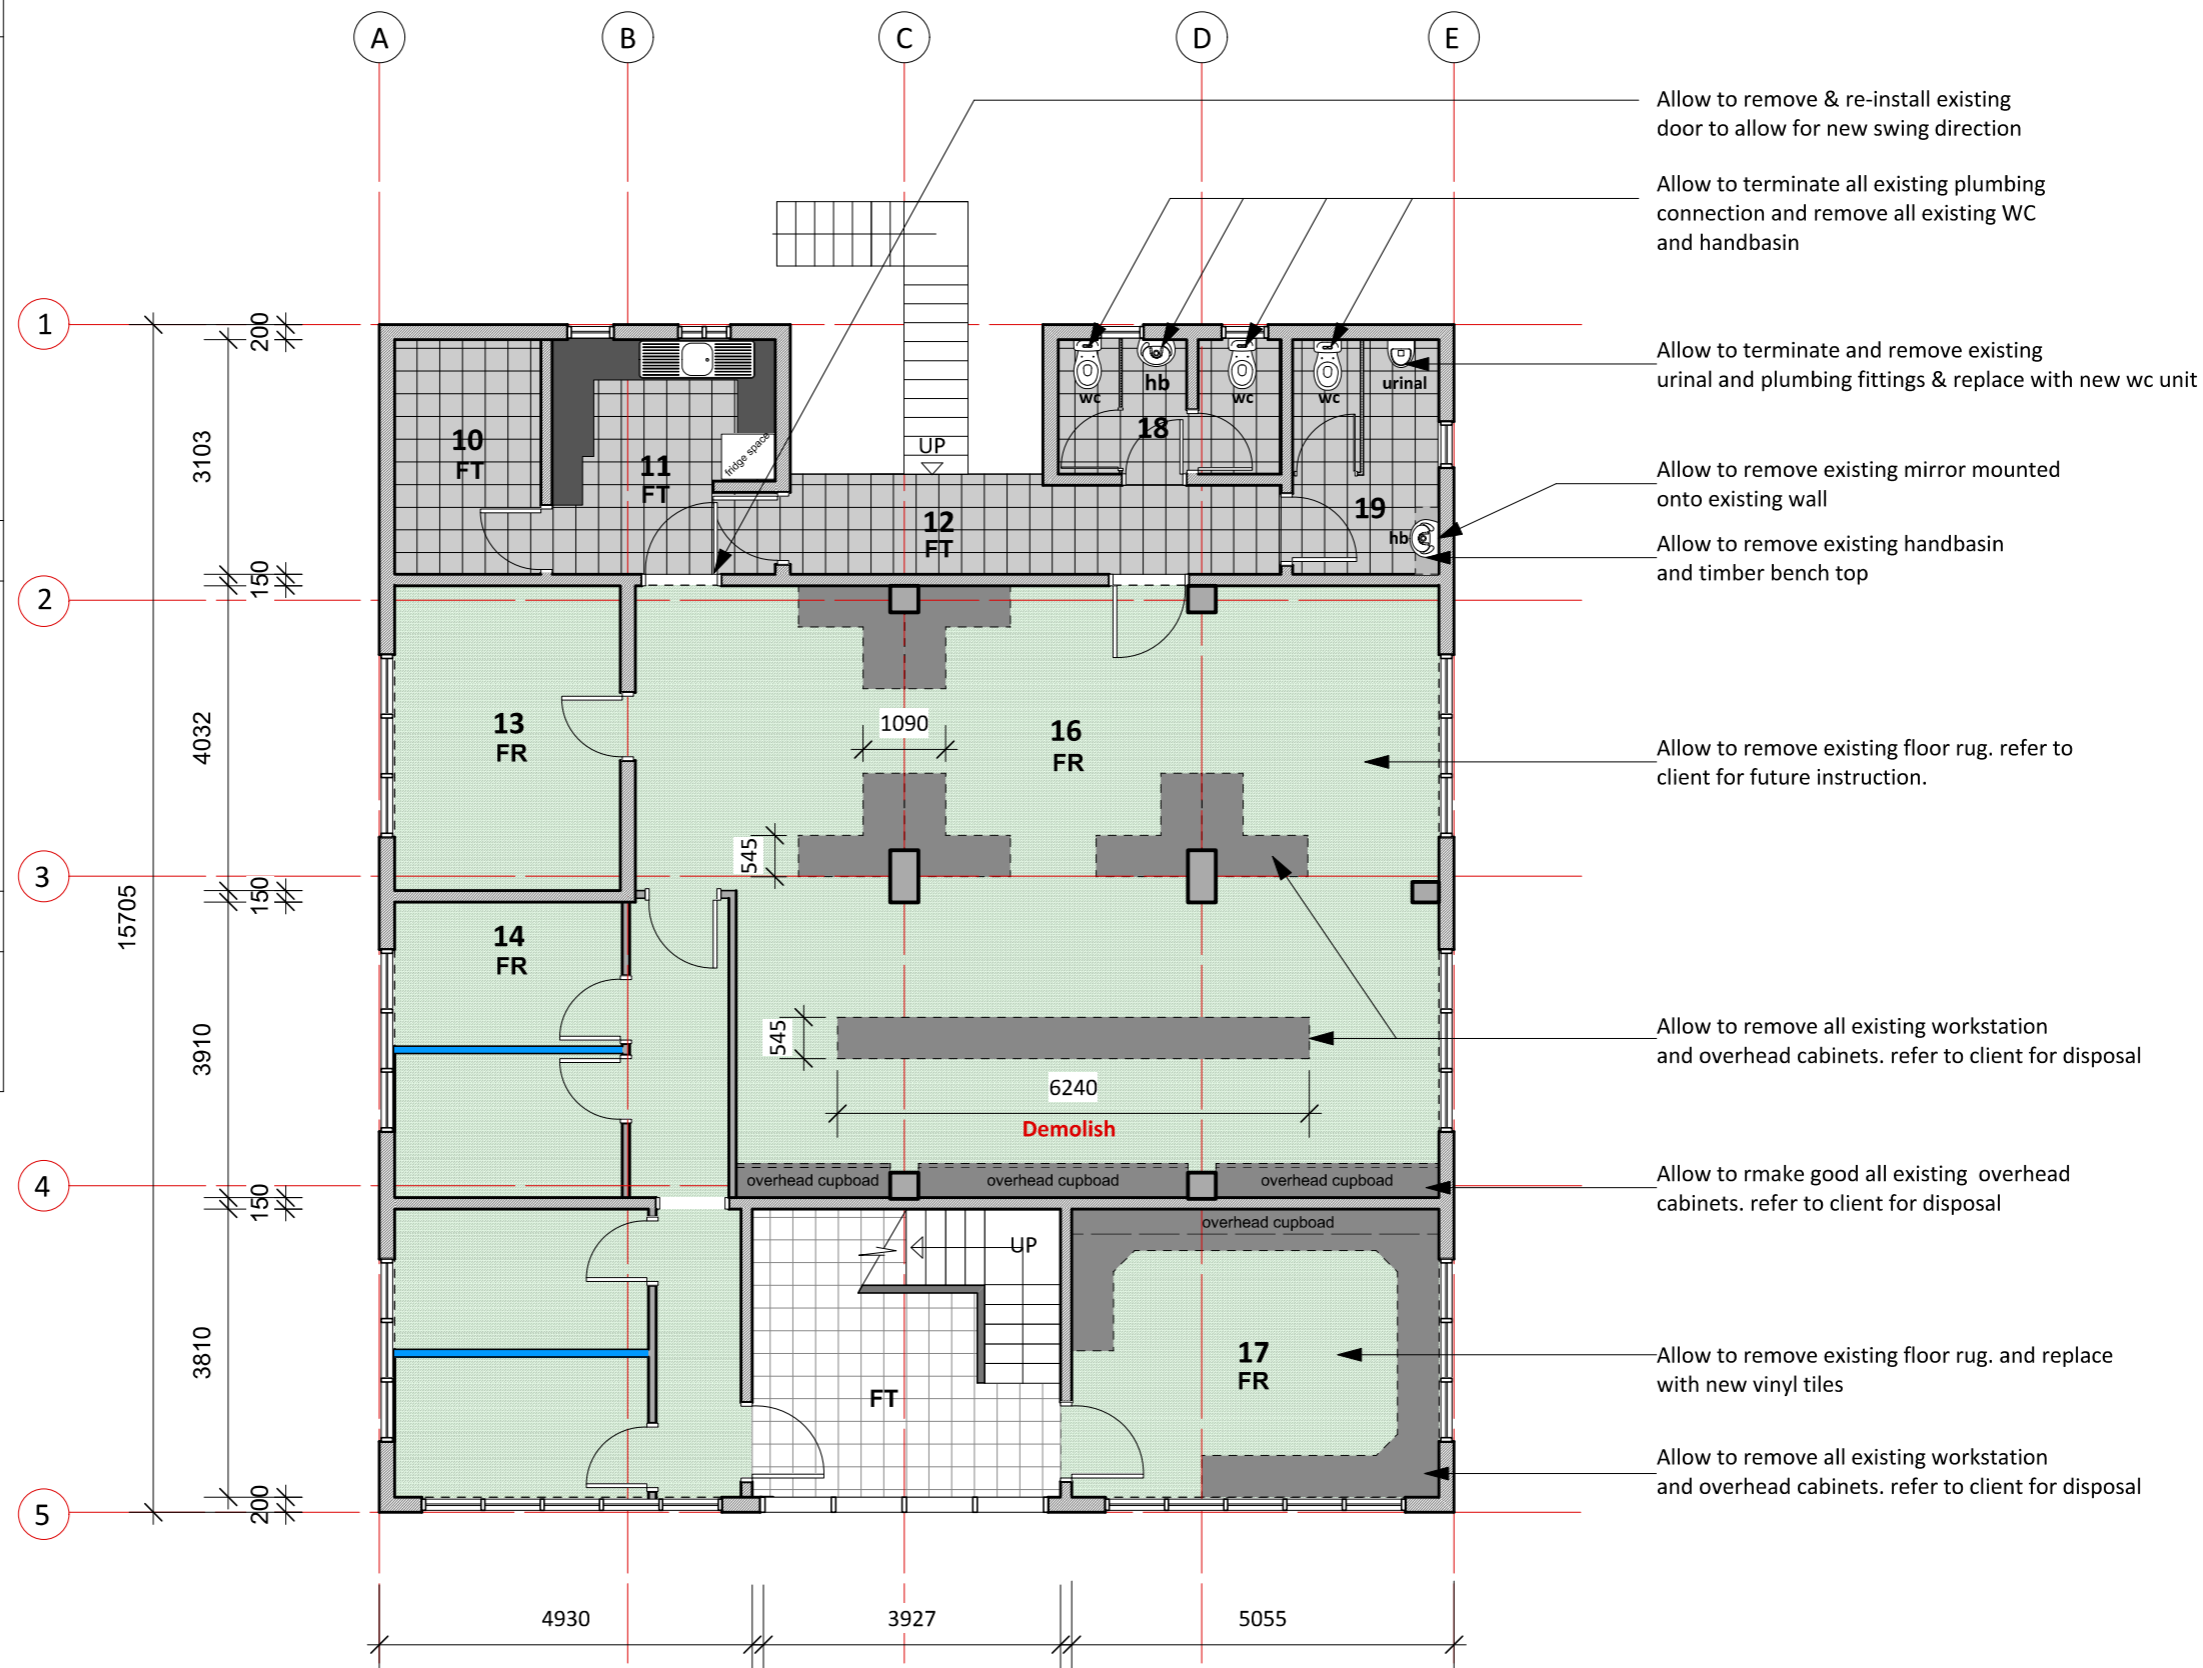 A
B
C
D
E
Allow to remove & re-install existing
door to allow for new swing direction
Allow to terminate all existing plumbing
connection and remove all existing WC
and handbasin
1
200
Allow to terminate and remove existing
urinal and plumbing fittings & replace with new wc unit
hb
urinal
wc
wc
wc
3103
10
FT
11
FT
fridge space
UP
18
Allow to remove existing mirror mounted
onto existing wall
12
FT
19
hb
Allow to remove existing handbasin
and timber bench top
150
2
4032
13
FR
1090
16
FR
Allow to remove existing floor rug. refer to
client for future instruction.
545
3
150
15705
14
FR
3910
545
6240
Demolish
Allow to remove all existing workstation
and overhead cabinets. refer to client for disposal
4
150
overhead cupboad
overhead cupboad
overhead cupboad
Allow to rmake good all existing overhead
cabinets. refer to client for disposal
overhead cupboad
UP
3810
FT
17
FR
Allow to remove existing floor rug. and replace
with new vinyl tiles
Allow to remove all existing workstation
and overhead cabinets. refer to client for disposal
5
200
4930
3927
5055